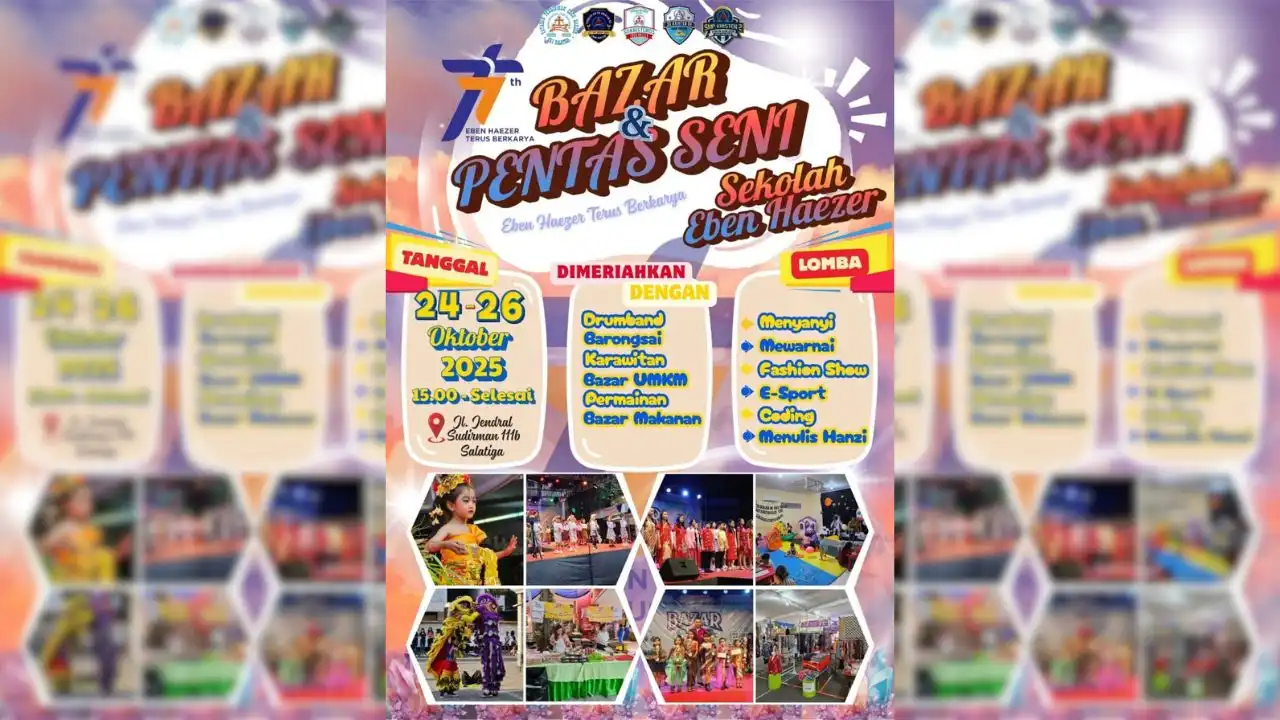 77 th
EBEN HAEZER
TERUS BERKARYA
BAZAR
&
PENTAS SENI
Sekolah
Eben Haezer
Eben Haezer Terus Berkarya
TANGGAL
24-26
Oktober
2025
15.00 - Selesai
Jl. Jendral
Sudirman 111b
Salatiga
DIMERIAHKAN
DENGAN
Drumband
Barongsai
Karawitan
Bazar UMKM
Permainan
Bazar Makanan
LOMBA
Menyanyi
Mewarnai
Fashion Show
E-Sport
Coding
Menulis Hanzi
BAZAR